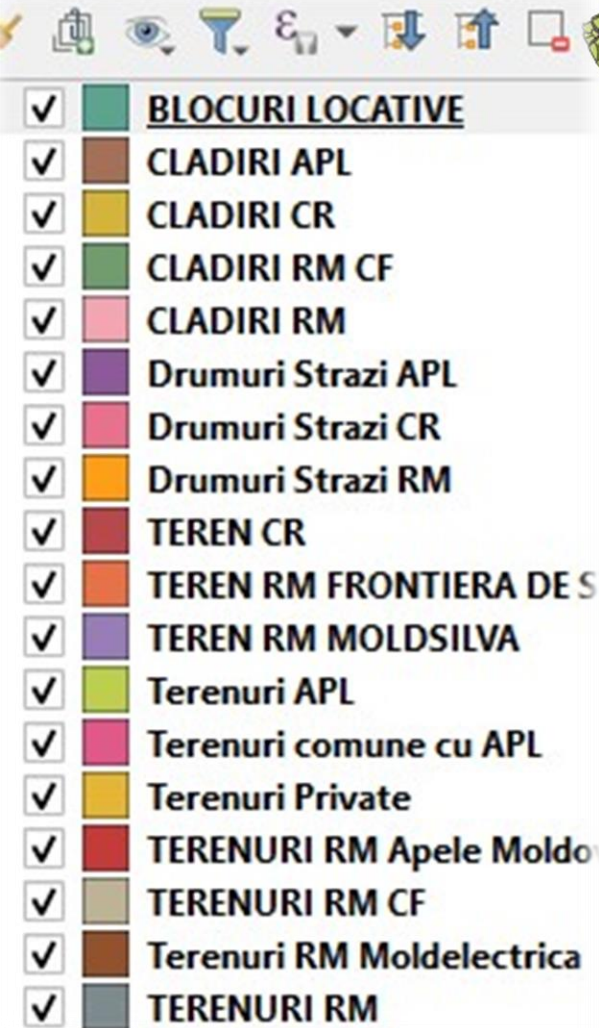 BLOCURI LOCATIVE
CLADIRI APL
CLADIRI CR
CLADIRI RM CF
CLADIRI RM
Drumuri Strazi APL
Drumuri Strazi CR
Drumuri Strazi RM
TEREN CR
TEREN RM FRONTIERA DE S
TEREN RM MOLDSILVA
Terenuri APL
Terenuri comune cu APL
Terenuri Private
TERENURI RM Apele Moldo
TERENURI RM CF
Terenuri RM Moldelectrica
TERENURI RM